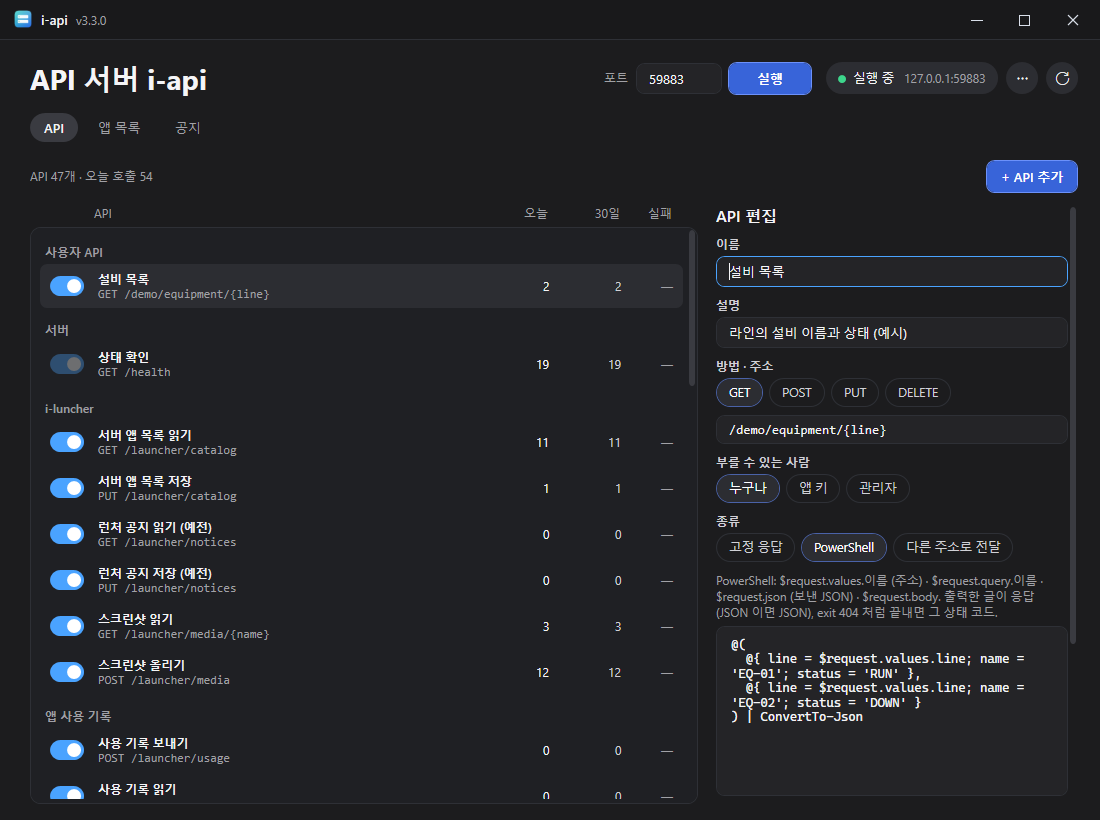 i-api v3.3.0
API 서버 i-api
포트 59883 실행 실행 중 127.0.0.1:59883
API 앱 목록 공지
API 47개 · 오늘 호출 54
+ API 추가
API 오늘 30일 실패
사용자 API
설비 목록
GET /demo/equipment/{line}
2 2 —
서버
상태 확인
GET /health
19 19 —
i-luncher
서버 앱 목록 읽기
GET /launcher/catalog
11 11 —
서버 앱 목록 저장
PUT /launcher/catalog
1 1 —
런처 공지 읽기 (예전)
GET /launcher/notices
0 0 —
런처 공지 저장 (예전)
PUT /launcher/notices
0 0 —
스크린샷 읽기
GET /launcher/media/{name}
3 3 —
스크린샷 올리기
POST /launcher/media
12 12 —
앱 사용 기록
사용 기록 보내기
POST /launcher/usage
0 0 —
사용 기록 읽기
0 0 —
API 편집
이름
설비 목록
설명
라인의 설비 이름과 상태 (예시)
방법 · 주소
GET POST PUT DELETE
/demo/equipment/{line}
부를 수 있는 사람
누구나 앱 키 관리자
종류
고정 응답 PowerShell 다른 주소로 전달
PowerShell: $request.values.이름 (주소) · $request.query.이름 ·
$request.json (보낸 JSON) · $request.body. 출력한 글이 응답
(JSON 이면 JSON), exit 404 처럼 끝내면 그 상태 코드.
@(
@{ line = $request.values.line; name =
'EQ-01'; status = 'RUN' },
@{ line = $request.values.line; name =
'EQ-02'; status = 'DOWN' }
) | ConvertTo-Json